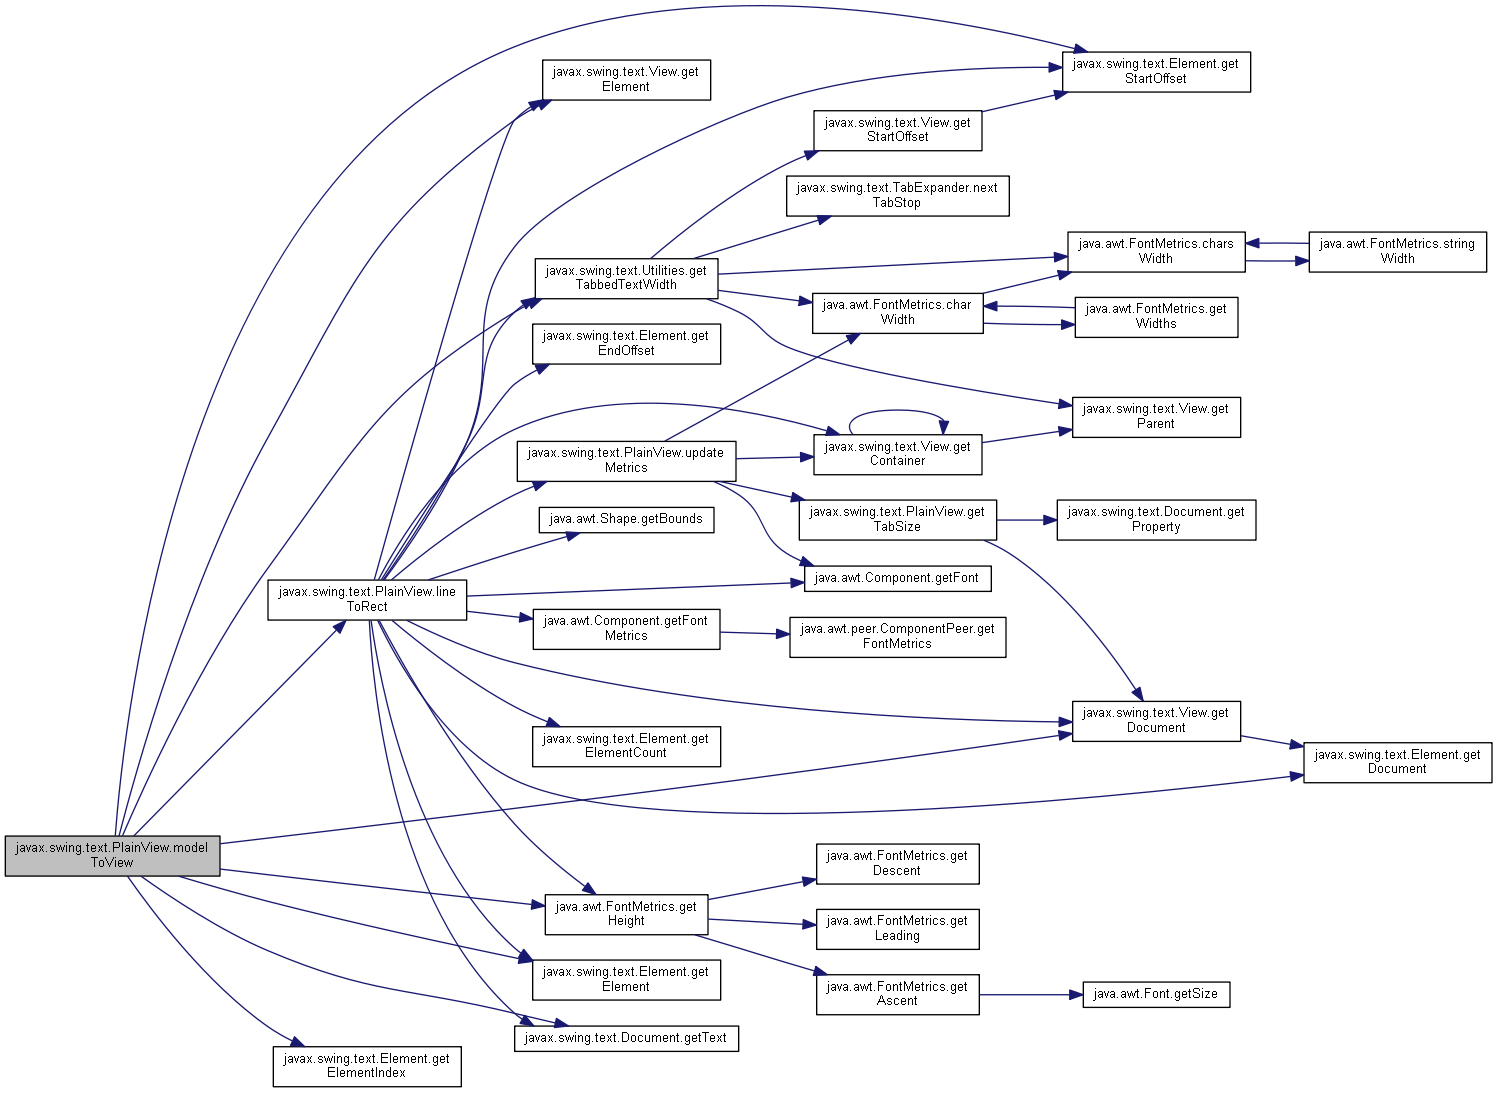 javax.swing.text.Element.get
StartOffset
javax.swing.text.View.get
Element
javax.swing.text.View.get
StartOffset
javax.swing.text.TabExpander.next
TabStop
java.awt.FontMetrics.chars
Width
java.awt.FontMetrics.string
Width
javax.swing.text.Utilities.get
TabbedTextWidth
java.awt.FontMetrics.char
Width
java.awt.FontMetrics.get
Widths
javax.swing.text.Element.get
EndOffset
javax.swing.text.View.get
Parent
javax.swing.text.PlainView.update
Metrics
javax.swing.text.View.get
Container
java.awt.Shape.getBounds
javax.swing.text.PlainView.get
TabSize
javax.swing.text.Document.get
Property
java.awt.Component.getFont
javax.swing.text.PlainView.line
ToRect
java.awt.Component.getFont
Metrics
java.awt.peer.ComponentPeer.get
FontMetrics
javax.swing.text.Element.get
ElementCount
javax.swing.text.View.get
Document
javax.swing.text.Element.get
Document
javax.swing.text.PlainView.model
ToView
java.awt.FontMetrics.get
Descent
java.awt.FontMetrics.get
Height
java.awt.FontMetrics.get
Leading
javax.swing.text.Element.get
Element
java.awt.FontMetrics.get
Ascent
java.awt.Font.getSize
javax.swing.text.Document.getText
javax.swing.text.Element.get
ElementIndex